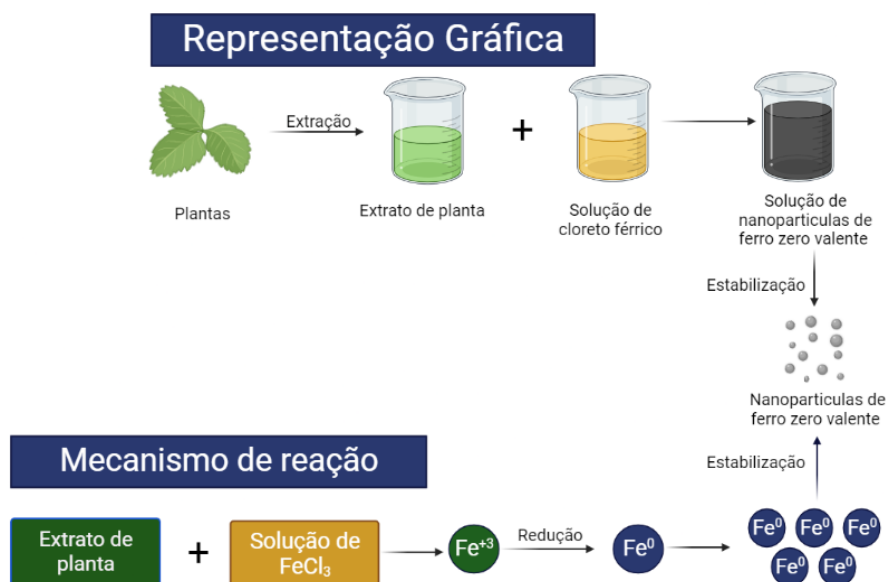 Representação Gráfica
Extração
+
Plantas
Extrato de planta
Solução de
cloreto férrico
Solução de
nanoparticulas de
ferro zero valente
Estabilização
Nanoparticulas de
ferro zero valente
Mecanismo de reação
Estabilização
Extrato de
planta
+
Solução de
FeCl₃
Fe⁺³
Redução
Fe⁰
Fe⁰ Fe⁰ Fe⁰
Fe⁰ Fe⁰